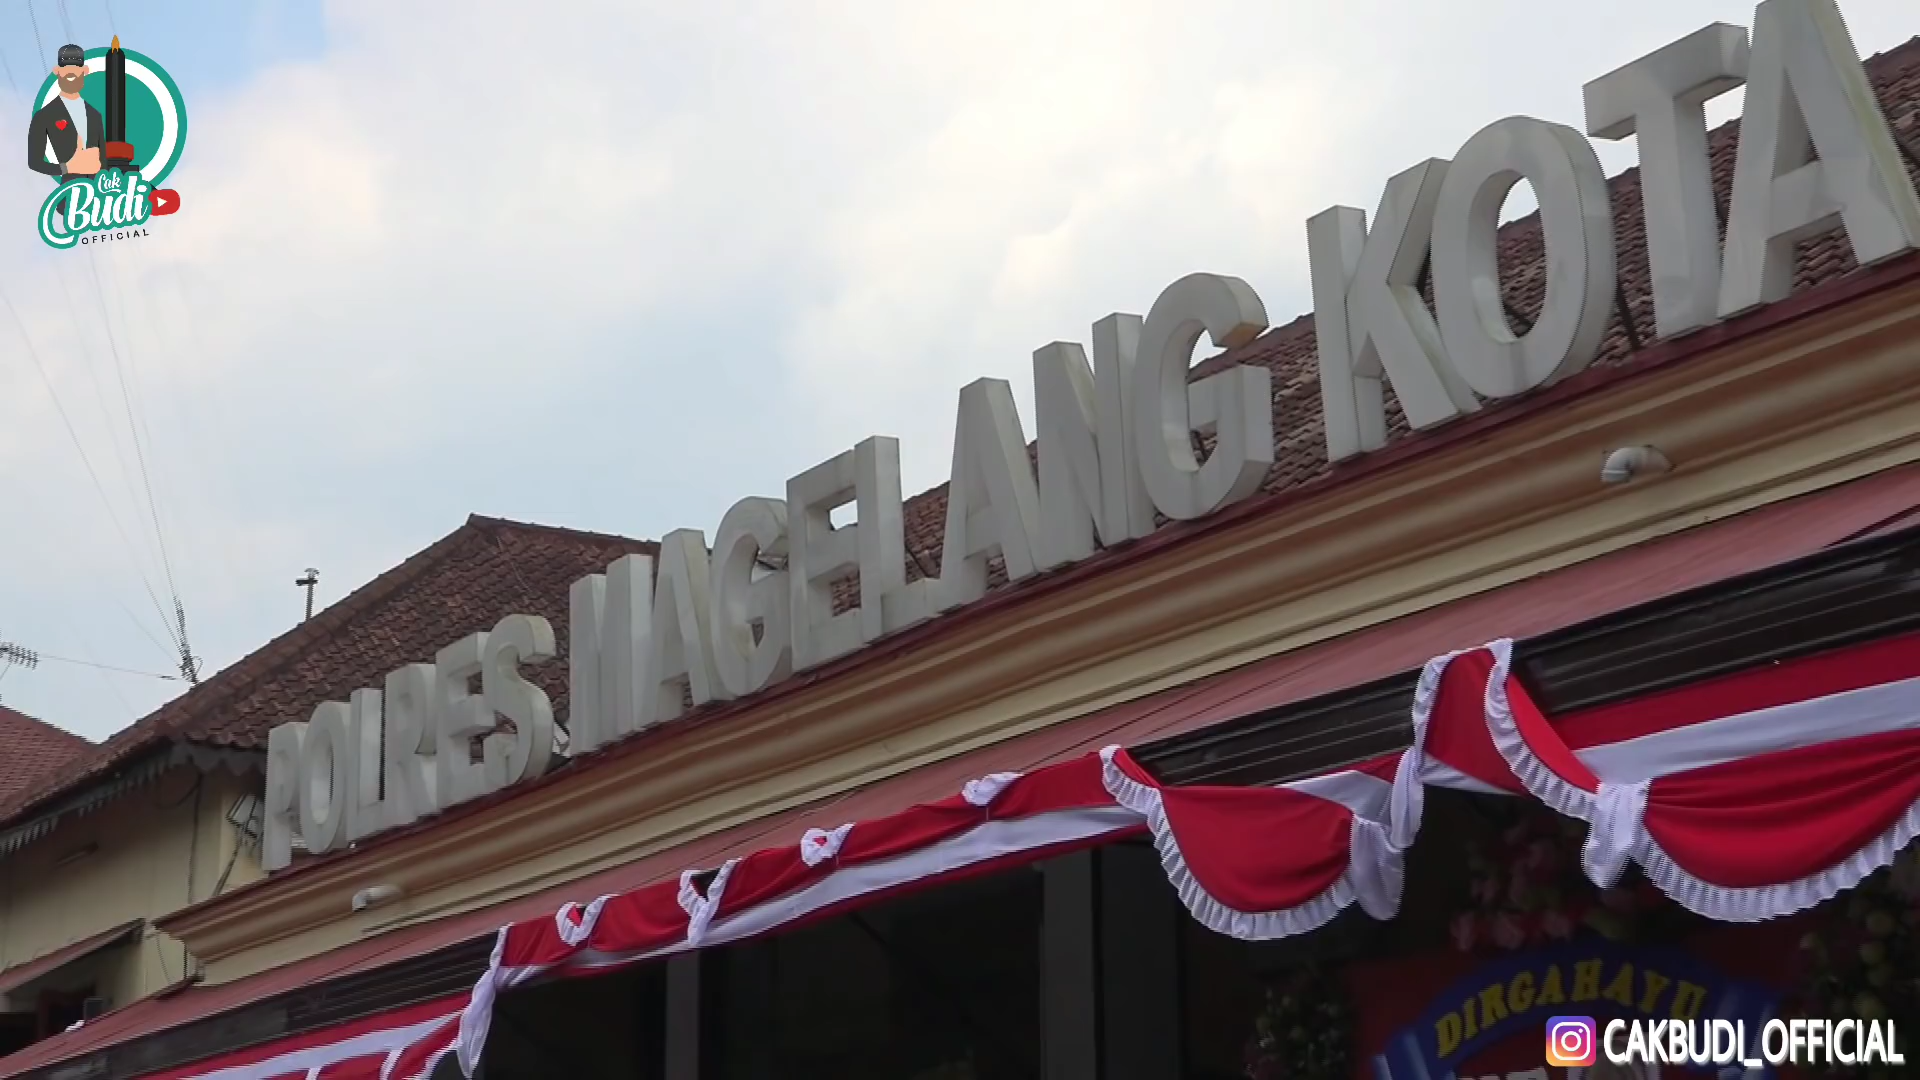 Cak
Budi
OFFICIAL
POLRES MAGELANG KOTA
DIRGAHAYU
CAKBUDI_OFFICIAL